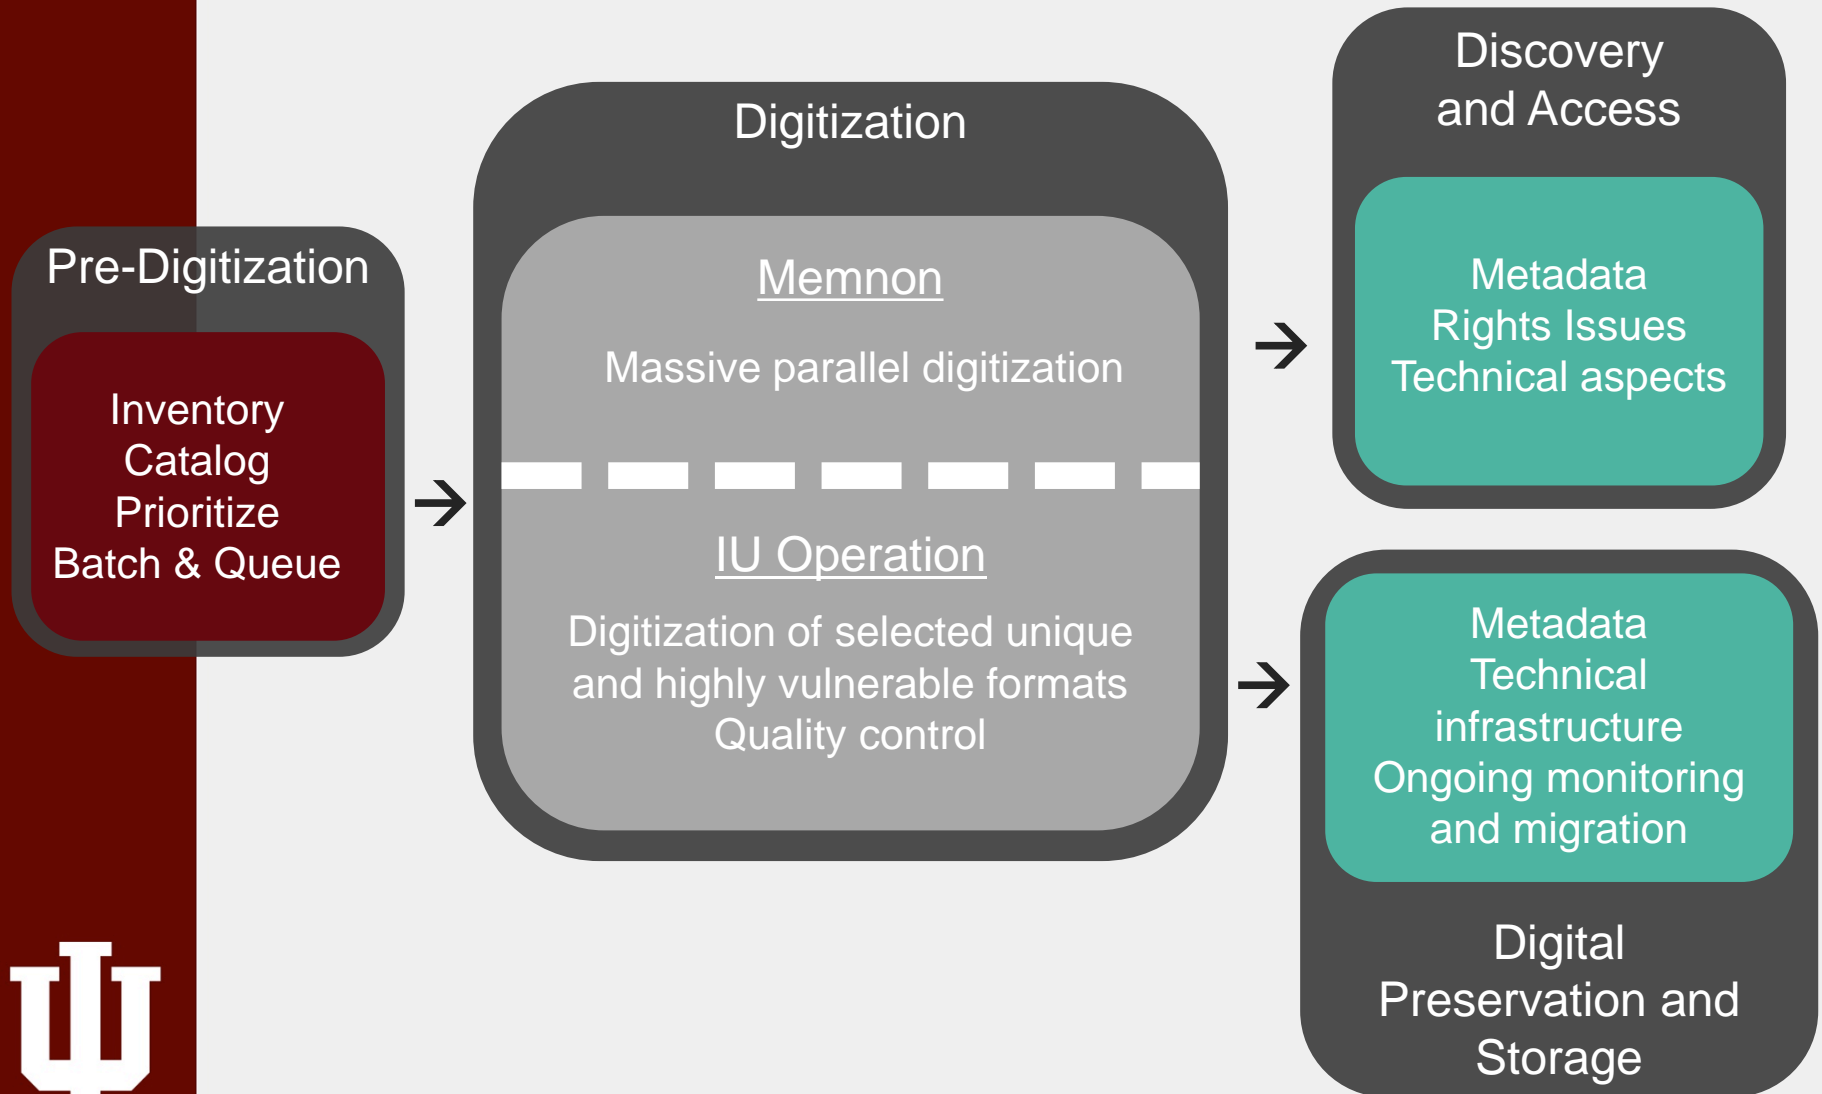 Pre-Digitization
Inventory
Catalog
Prioritize
Batch & Queue
→
Digitization
Memnon
Massive parallel digitization
IU Operation
Digitization of selected unique
and highly vulnerable formats
Quality control
→
Discovery
and Access
Metadata
Rights Issues
Technical aspects
→
Metadata
Technical
infrastructure
Ongoing monitoring
and migration
Digital
Preservation and
Storage